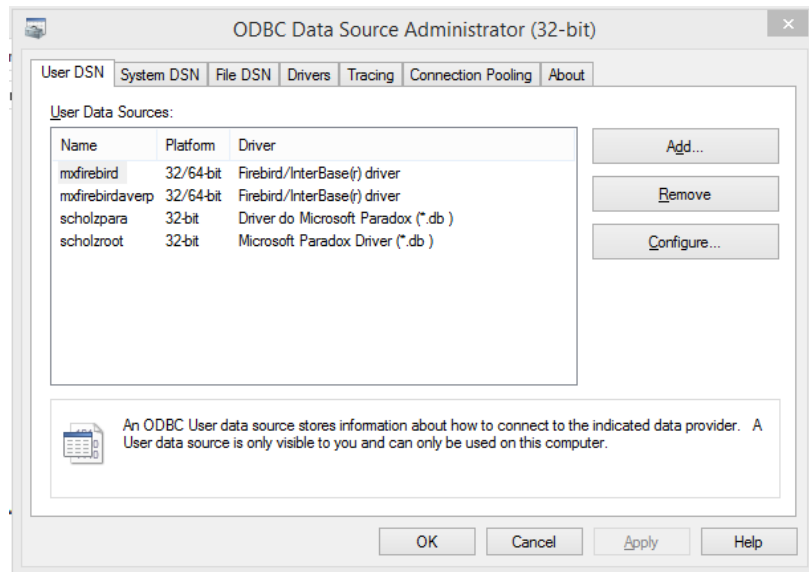 ODBC Data Source Administrator (32-bit)
User DSN System DSN File DSN Drivers Tracing Connection Pooling About
User Data Sources:
Name Platform Driver
mxfirebird 32/64-bit Firebird/InterBase(r) driver
mxfirebirdaverp 32/64-bit Firebird/InterBase(r) driver
scholzpara 32-bit Driver do Microsoft Paradox (*.db )
scholzroot 32-bit Microsoft Paradox Driver (*.db )
Add...
Remove
Configure...
An ODBC User data source stores information about how to connect to the indicated data provider. A
User data source is only visible to you and can only be used on this computer.
OK Cancel Apply Help